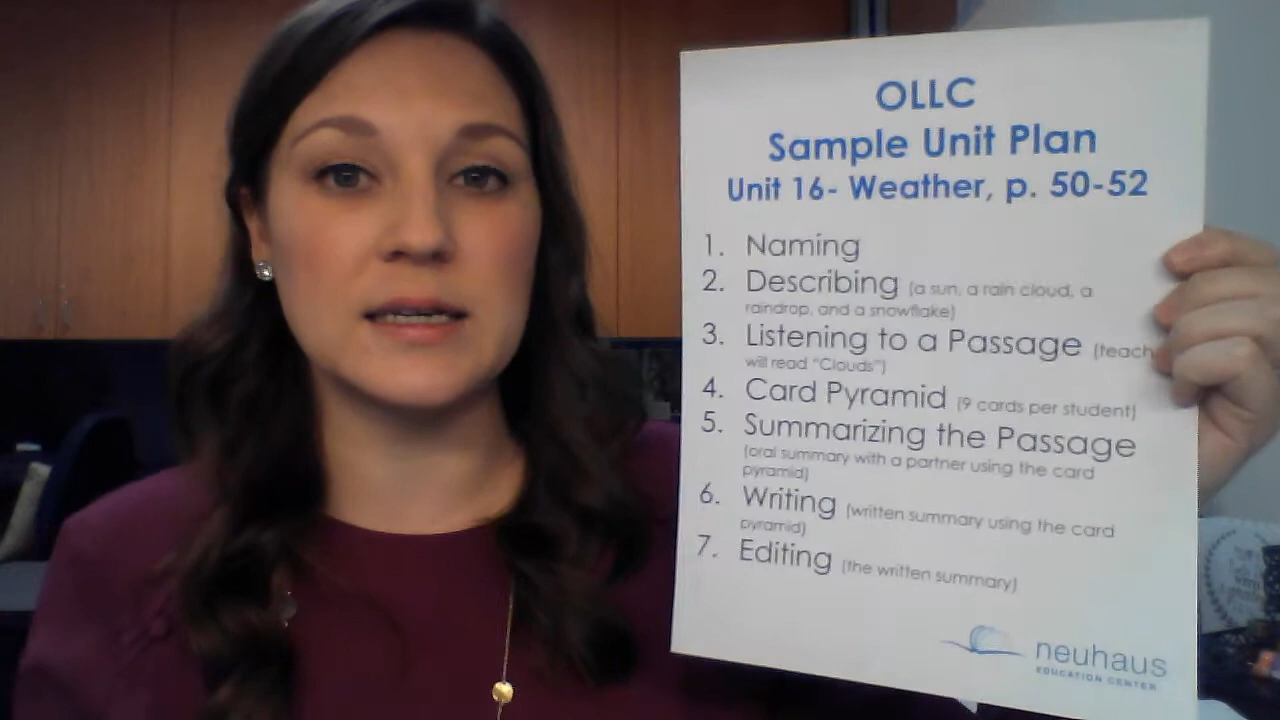 OLLC
Sample Unit Plan
Unit 16- Weather, p. 50-52
1. Naming
2. Describing (a sun, a rain cloud, a
raindrop, and a snowflake)
3. Listening to a Passage (teach
will read "Clouds")
4. Card Pyramid (9 cards per student)
5. Summarizing the Passage
(oral summary with a partner using the card
pyramid)
6. Writing (written summary using the card
pyramid)
7. Editing (the written summary)
neuhaus
EDUCATION CENTER